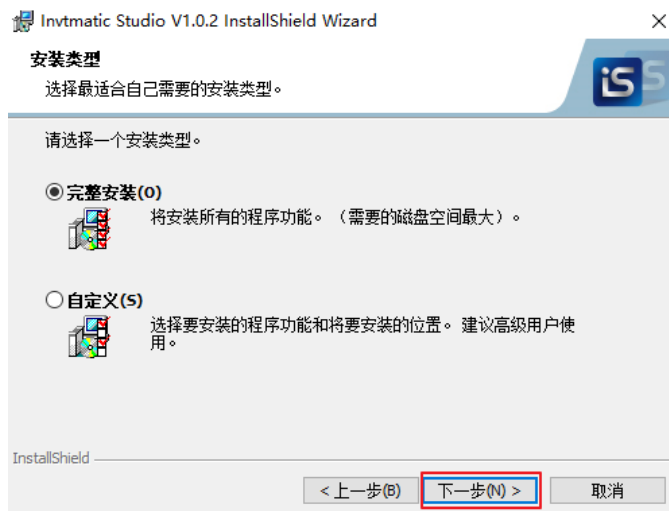 Invtmatic Studio V1.0.2 InstallShield Wizard
安装类型
选择最适合自己需要的安装类型。
iS
请选择一个安装类型。
完整安装(O)
将安装所有的程序功能。（需要的磁盘空间最大）。
自定义(S)
选择要安装的程序功能和将要安装的位置。建议高级用户使
用。
InstallShield
< 上一步(B) 下一步(N) > 取消